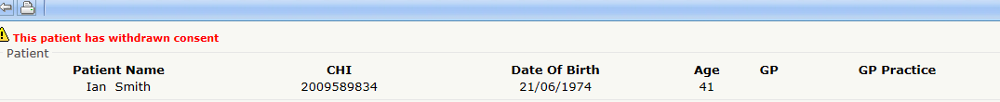 This patient has withdrawn consent
Patient
Patient Name CHI Date Of Birth Age GP GP Practice
Ian Smith 2009589834 21/06/1974 41